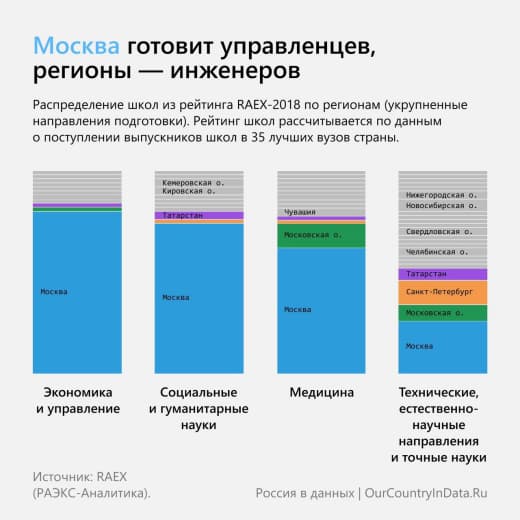 Москва готовит управленцев,
регионы — инженеров
Распределение школ из рейтинга RAEX-2018 по регионам (укрупненные
направления подготовки). Рейтинг школ рассчитывается по данным
о поступлении выпускников школ в 35 лучших вузов страны.
Москва
Экономика
и управление
Кемеровская о.
Кировская о.
Татарстан
Москва
Социальные
и гуманитарные
науки
Чувашия
Московская о.
Москва
Медицина
Нижегородская о.
Новосибирская о.
Свердловская о.
Челябинская о.
Татарстан
Санкт-Петербург
Московская о.
Москва
Технические,
естественно-
научные
направления
и точные науки
Источник: RAEX
(РАЭКС-Аналитика).
Россия в данных | OurCountryInData.Ru